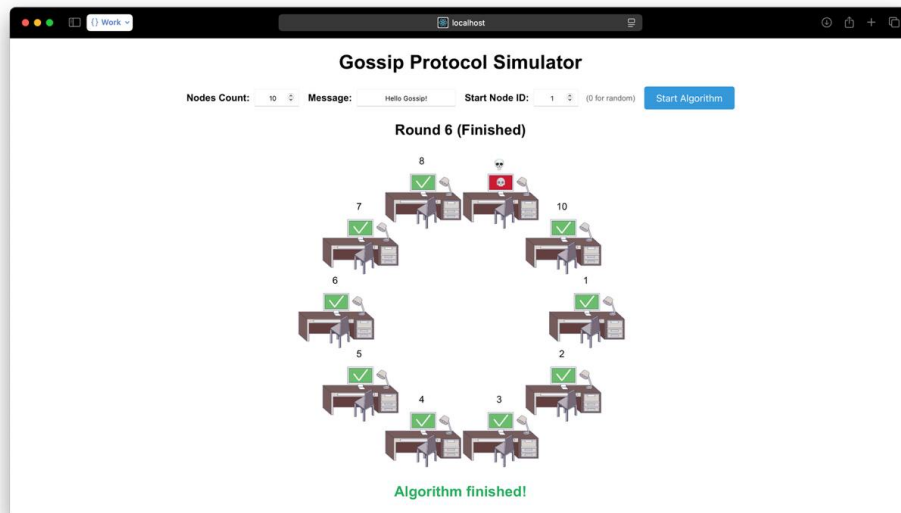 {} Work
localhost
Gossip Protocol Simulator
Nodes Count: 10 Message: Hello Gossip! Start Node ID: 1 (0 for random) Start Algorithm
Round 6 (Finished)
8
7
10
6
1
5
2
4
3
Algorithm finished!